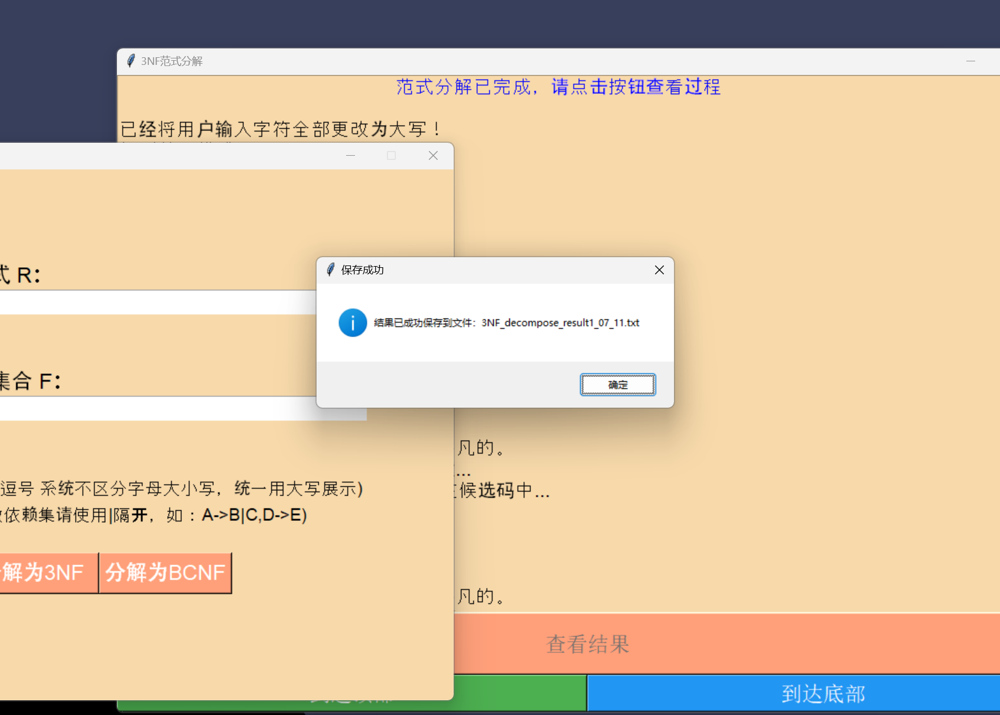 3NF范式分解
范式分解已完成，请点击按钮查看过程
已经将用户输入字符全部更改为大写！
式 R：
保存成功
结果已成功保存到文件：3NF_decompose_result1_07_11.txt
确定
集合 F：
凡的。
...
候选码中...
逗号 系统不区分字母大小写，统一用大写展示)
依赖集请使用|隔开，如：A->B|C,D->E)
解为3NF
分解为BCNF
凡的。
查看结果
到达底部